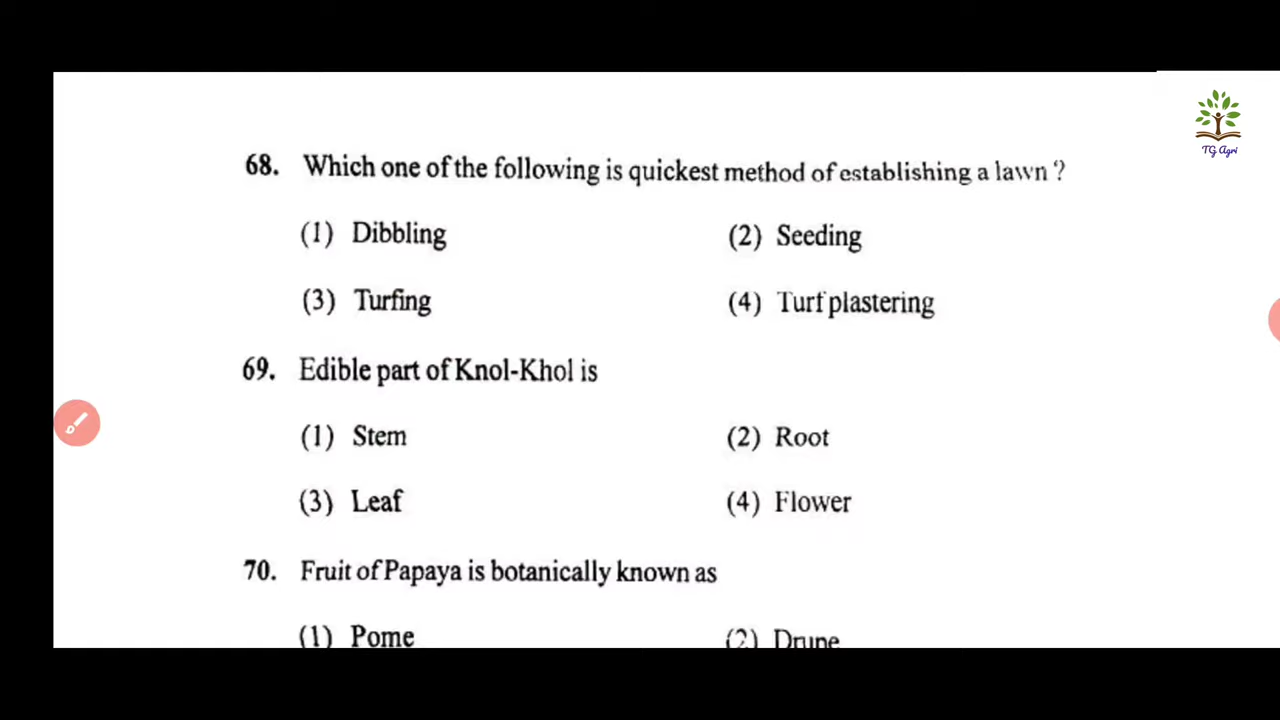 TG Agri
68. Which one of the following is quickest method of establishing a lawn ?
(1) Dibbling (2) Seeding
(3) Turfing (4) Turf plastering
69. Edible part of Knol-Khol is
(1) Stem (2) Root
(3) Leaf (4) Flower
70. Fruit of Papaya is botanically known as
(1) Pome (2) Drupe